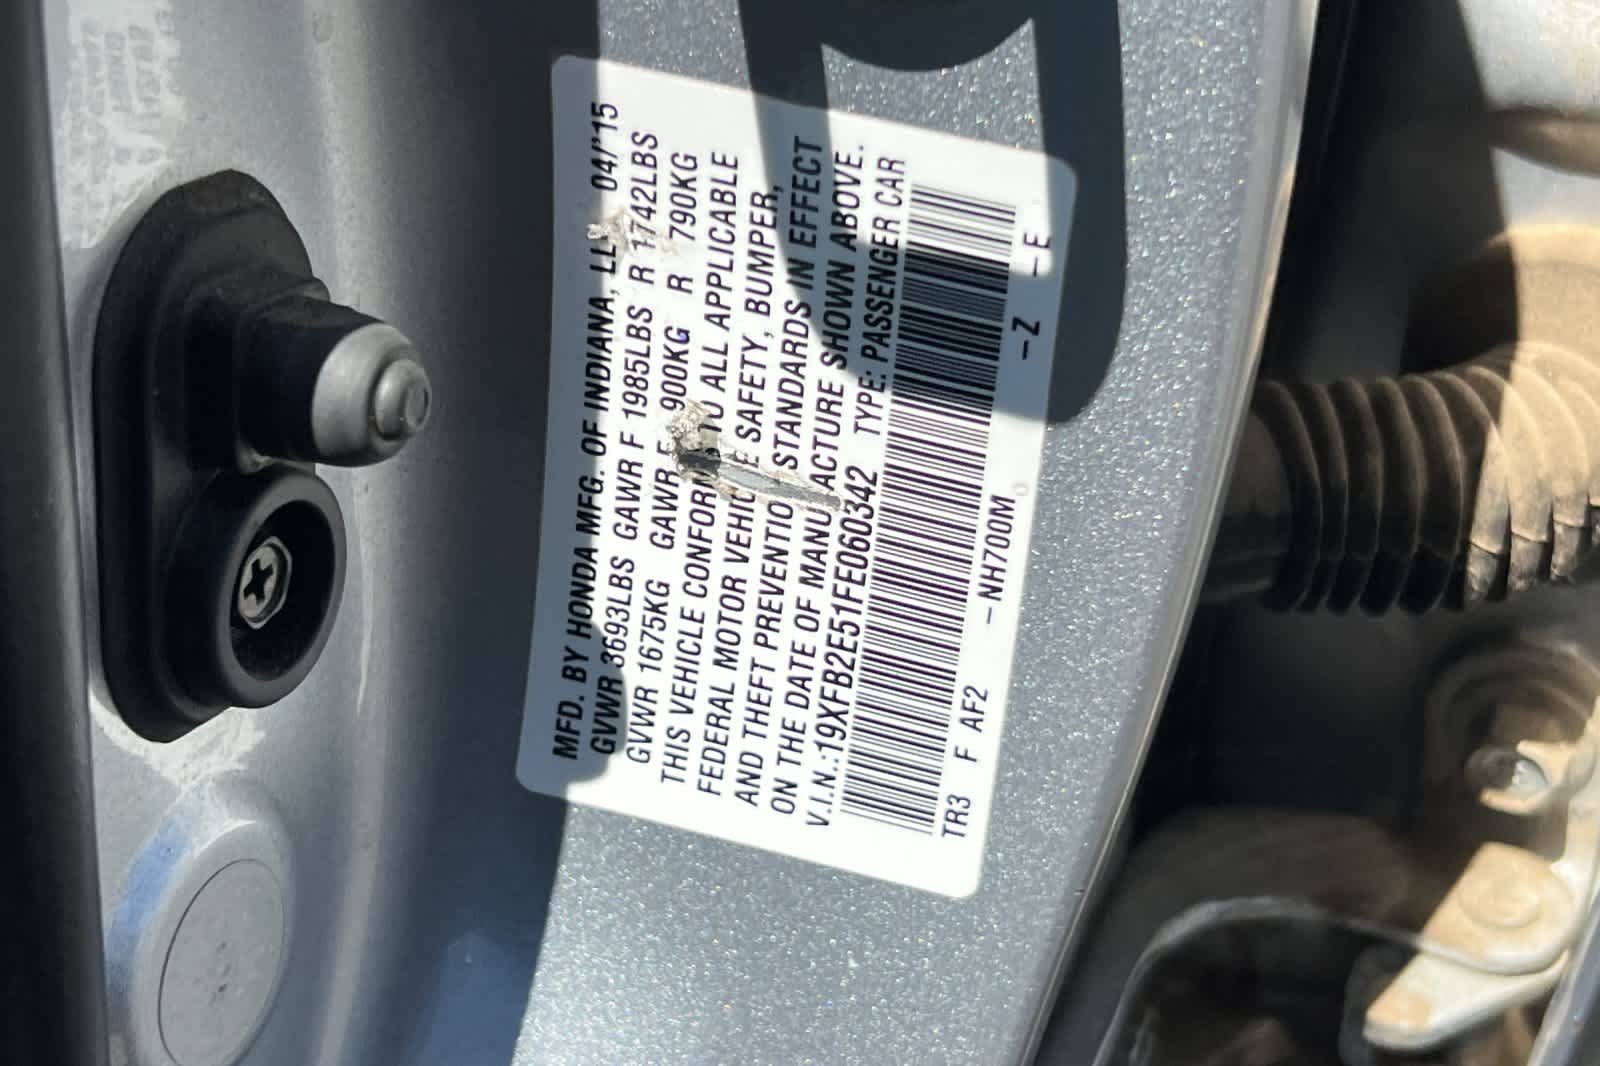 MFD. BY HONDA MFG. OF INDIANA, LL 04/'15
GVWR 3693LBS GAWR F 1985LBS R 1742LBS
GVWR 1675KG GAWR F 900KG R 790KG
THIS VEHICLE CONFORM TO ALL APPLICABLE
FEDERAL MOTOR VEHIC E SAFETY, BUMPER,
AND THEFT PREVENTIO STANDARDS IN EFFECT
ON THE DATE OF MANU ACTURE SHOWN ABOVE.
V.I.N.:19XFB2E51FE060342 TYPE: PASSENGER CAR
TR3 F AF2 –NH700M –Z –E